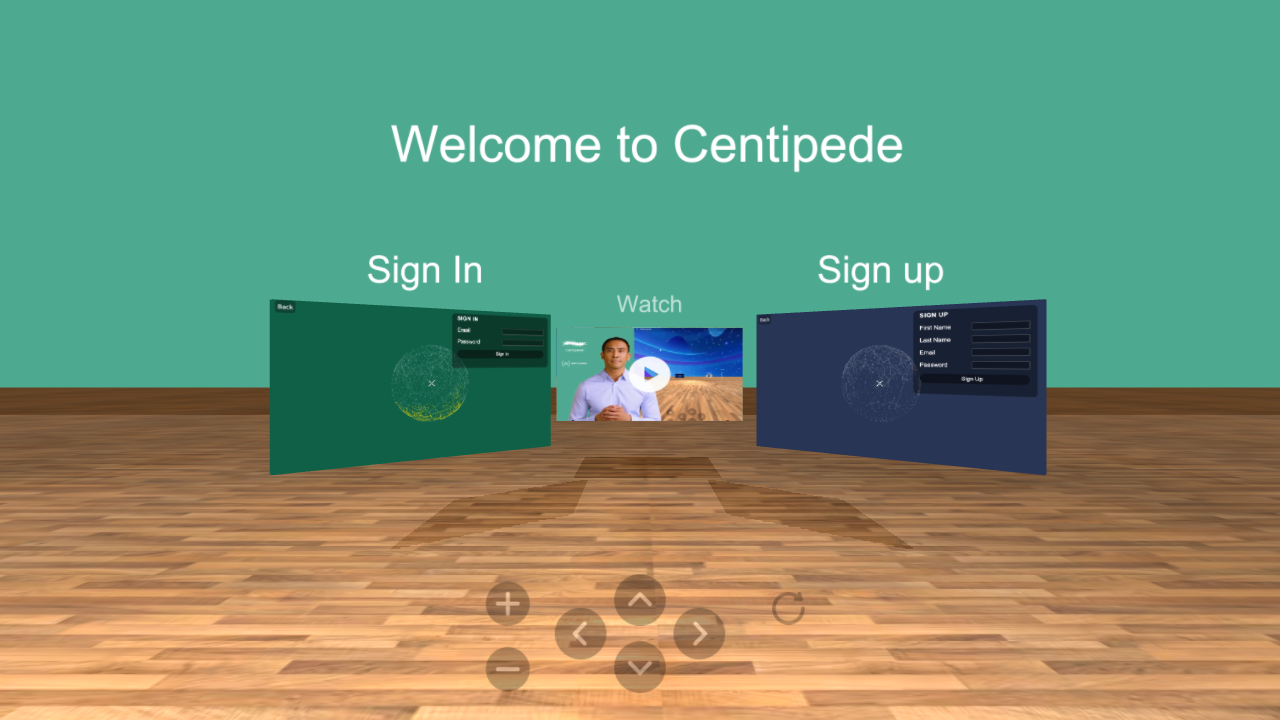 Welcome to Centipede
Sign In
Sign up
Watch
Back
SIGN IN
Email
Password
Sign In
Back
SIGN UP
First Name
Last Name
Email
Password
Sign Up